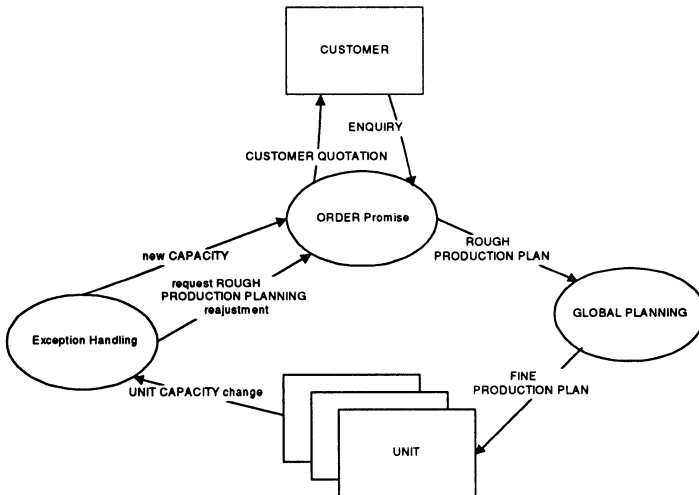 CUSTOMER
ENQUIRY
CUSTOMER QUOTATION
ORDER Promise
new CAPACITY
ROUGH
PRODUCTION PLAN
request ROUGH
PRODUCTION PLANNING
reajustment
Exception Handling
GLOBAL PLANNING
UNIT CAPACITY change
FINE
PRODUCTION PLAN
UNIT